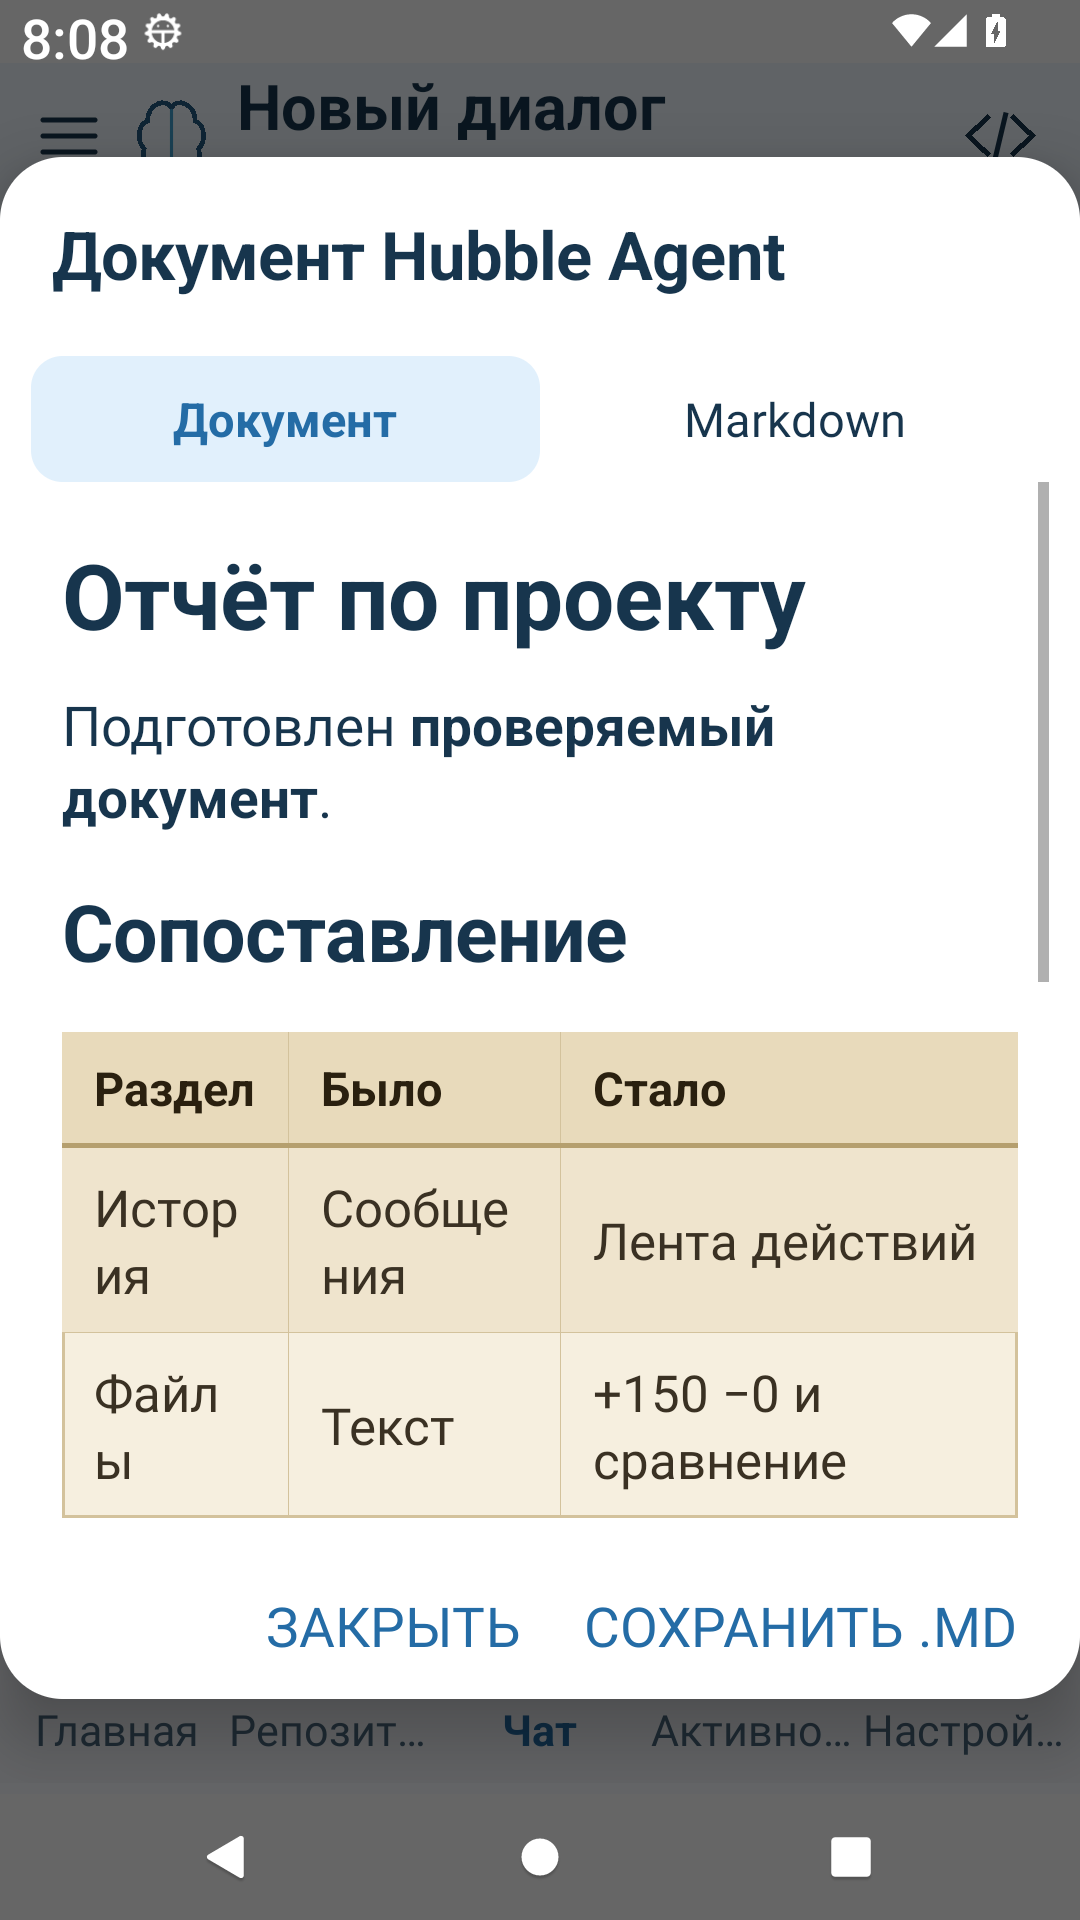 8:08
Новый диалог
Документ Hubble Agent
Документ
Markdown
Отчёт по проекту
Подготовлен проверяемый
документ.
Сопоставление
Раздел Было Стало
Истор
ия
Сообще
ния
Лента действий
Файл
ы
Текст
+150 −0 и
сравнение
ЗАКРЫТЬ СОХРАНИТЬ .MD
Главная Репозит... Чат Активно... Настрой...